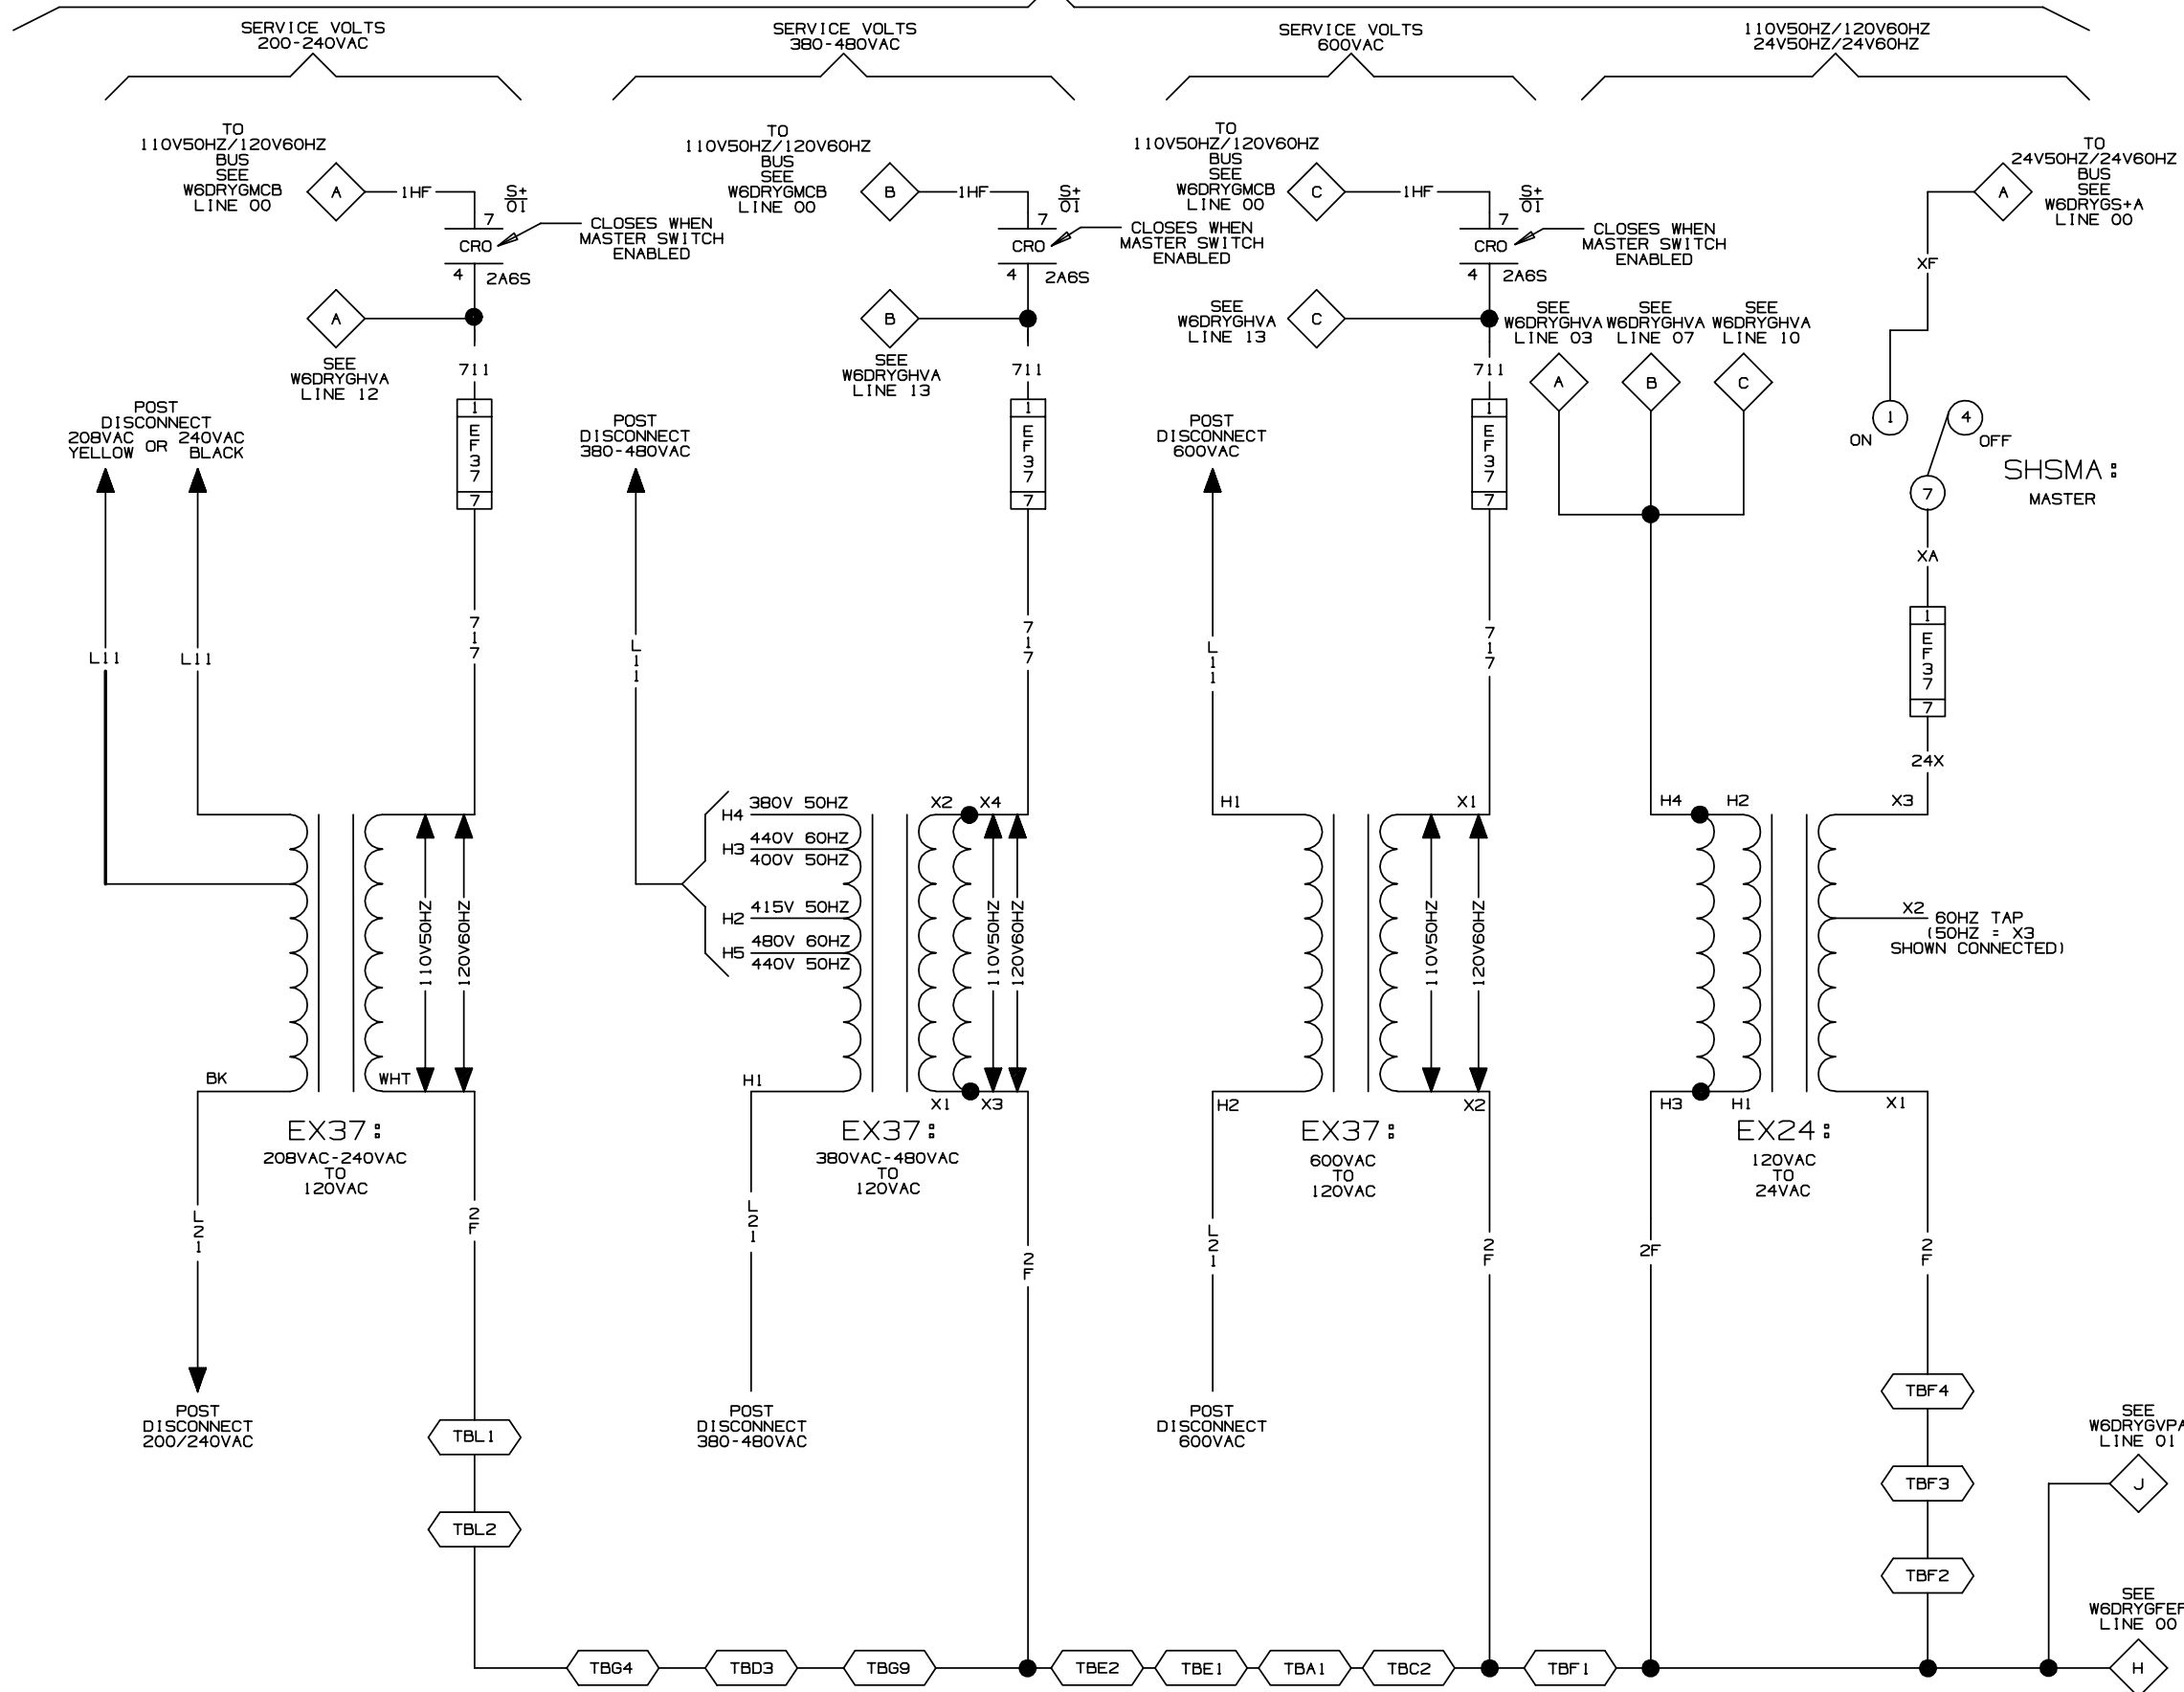 SERVICE VOLTS
200-240VAC
SERVICE VOLTS
380-480VAC
SERVICE VOLTS
600VAC
110V50HZ/120V60HZ
24V50HZ/24V60HZ
TO
110V50HZ/120V60HZ
BUS
SEE
W6DRYGMCB
LINE 00
A
1HF
S+
01
7
CRO
4
2A6S
CLOSES WHEN
MASTER SWITCH
ENABLED
A
SEE
W6DRYGHVA
LINE 12
711
1
EF37
7
717
POST
DISCONNECT
208VAC OR 240VAC
YELLOW BLACK
L11
L11
110V50HZ
120V60HZ
BK
WHT
EX37:
208VAC-240VAC
TO
120VAC
L21
2F
POST
DISCONNECT
200/240VAC
TBL1
TBL2
TO
110V50HZ/120V60HZ
BUS
SEE
W6DRYGMCB
LINE 00
B
1HF
S+
01
7
CRO
4
2A6S
CLOSES WHEN
MASTER SWITCH
ENABLED
B
SEE
W6DRYGHVA
LINE 13
711
1
EF37
7
717
POST
DISCONNECT
380-480VAC
L11
H4
380V 50HZ
H3
440V 60HZ
400V 50HZ
H2
415V 50HZ
H5
480V 60HZ
440V 50HZ
H1
X2
X4
110V50HZ
120V60HZ
X1
X3
EX37:
380VAC-480VAC
TO
120VAC
L21
2F
POST
DISCONNECT
380-480VAC
TO
110V50HZ/120V60HZ
BUS
SEE
W6DRYGMCB
LINE 00
C
1HF
S+
01
7
CRO
4
2A6S
CLOSES WHEN
MASTER SWITCH
ENABLED
SEE
W6DRYGHVA
LINE 13
C
711
1
EF37
7
717
POST
DISCONNECT
600VAC
L11
H1
X1
110V50HZ
120V60HZ
H2
X2
EX37:
600VAC
TO
120VAC
L21
2F
POST
DISCONNECT
600VAC
TO
24V50HZ/24V60HZ
BUS
SEE
W6DRYGS+A
LINE 00
A
XF
SEE
W6DRYGHVA
LINE 03
A
SEE
W6DRYGHVA
LINE 07
B
SEE
W6DRYGHVA
LINE 10
C
1
ON
4
OFF
7
SHSMA:
MASTER
XA
1
EF37
7
24X
H4
H2
X3
X2
60HZ TAP
(50HZ = X3
SHOWN CONNECTED)
H3
H1
X1
EX24:
120VAC
TO
24VAC
2F
2F
TBF4
TBF3
TBF2
SEE
W6DRYGVPA
LINE 01
J
SEE
W6DRYGFEF
LINE 00
H
TBG4
TBD3
TBG9
TBE2
TBE1
TBA1
TBC2
TBF1